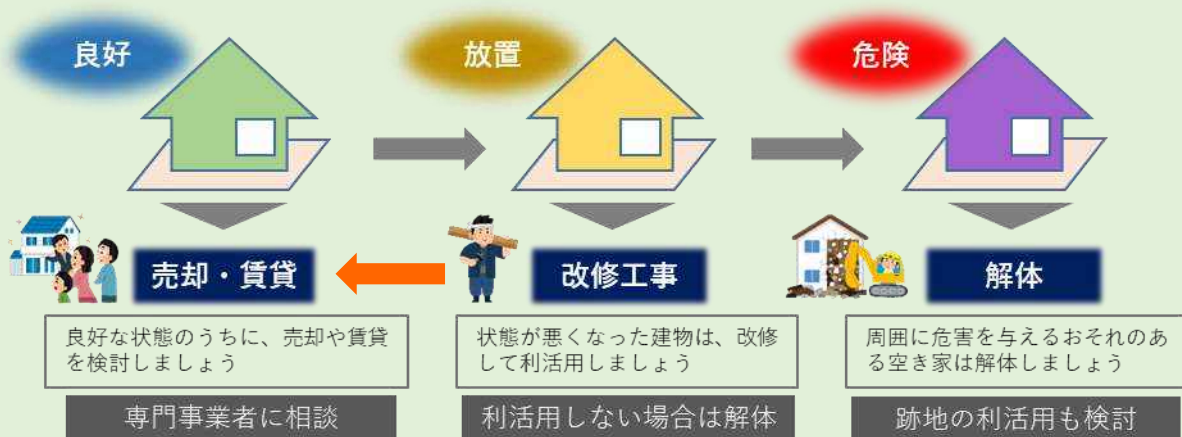 良好
放置
危険
売却・賃貸
改修工事
解体
良好な状態のうちに、売却や賃貸
を検討しましょう
状態が悪くなった建物は、改修
して利活用しましょう
周囲に危害を与えるおそれのあ
る空き家は解体しましょう
専門事業者に相談
利活用しない場合は解体
跡地の利活用も検討